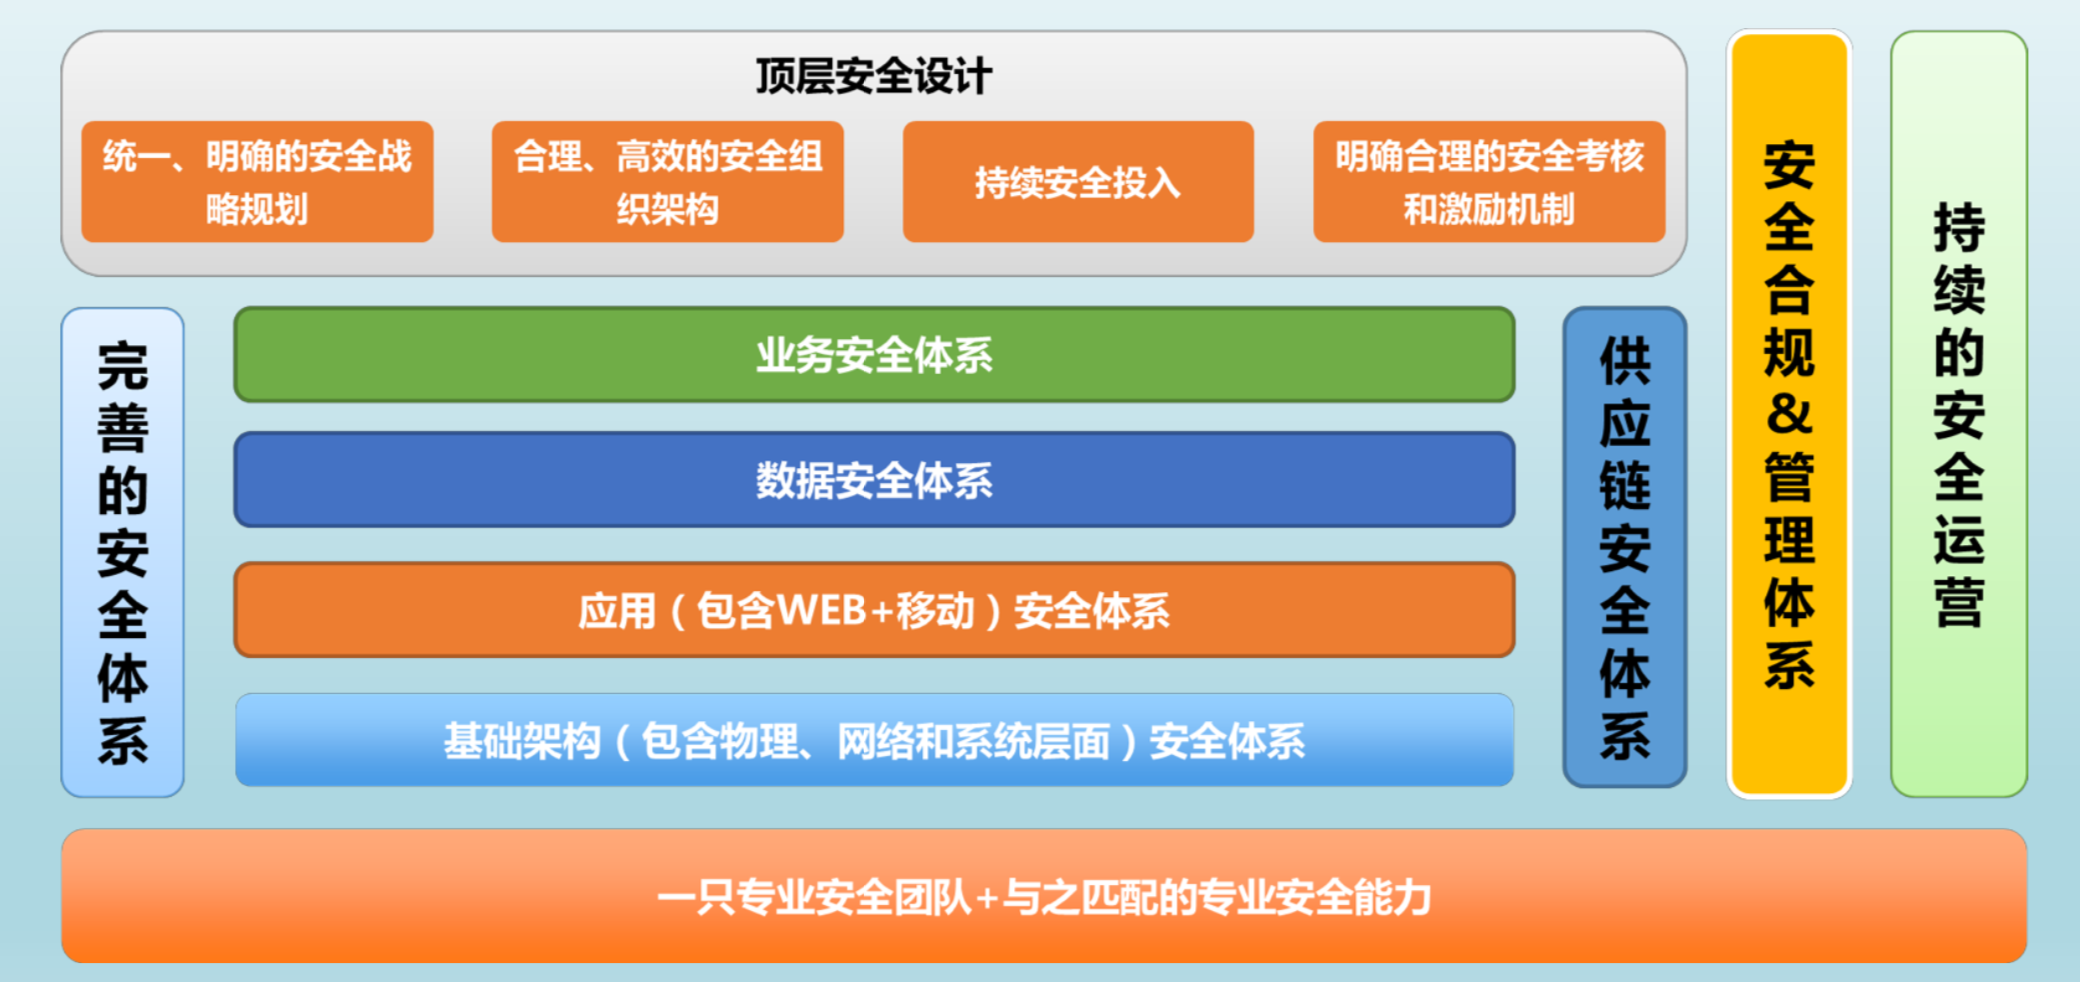 顶层安全设计
统一、明确的安全战
略规划
合理、高效的安全组
织架构
持续安全投入
明确合理的安全考核
和激励机制
完善的安全体系
业务安全体系
数据安全体系
应用（包含WEB+移动）安全体系
基础架构（包含物理、网络和系统层面）安全体系
供应链安全体系
安全合规&管理体系
持续的安全运营
一只专业安全团队+与之匹配的专业安全能力